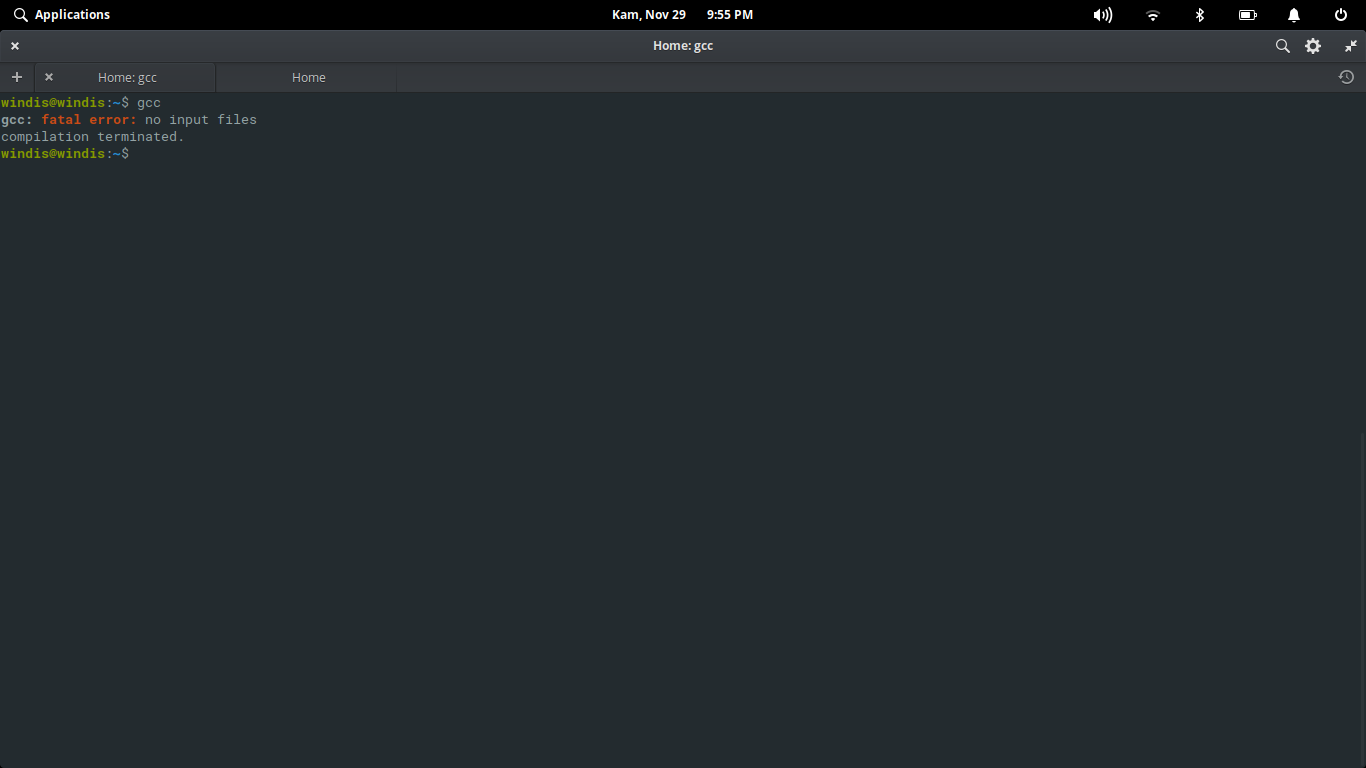 Applications
Kam, Nov 29 9:55 PM
Home: gcc
Home: gcc
Home
windis@windis:~$ gcc
gcc: fatal error: no input files
compilation terminated.
windis@windis:~$